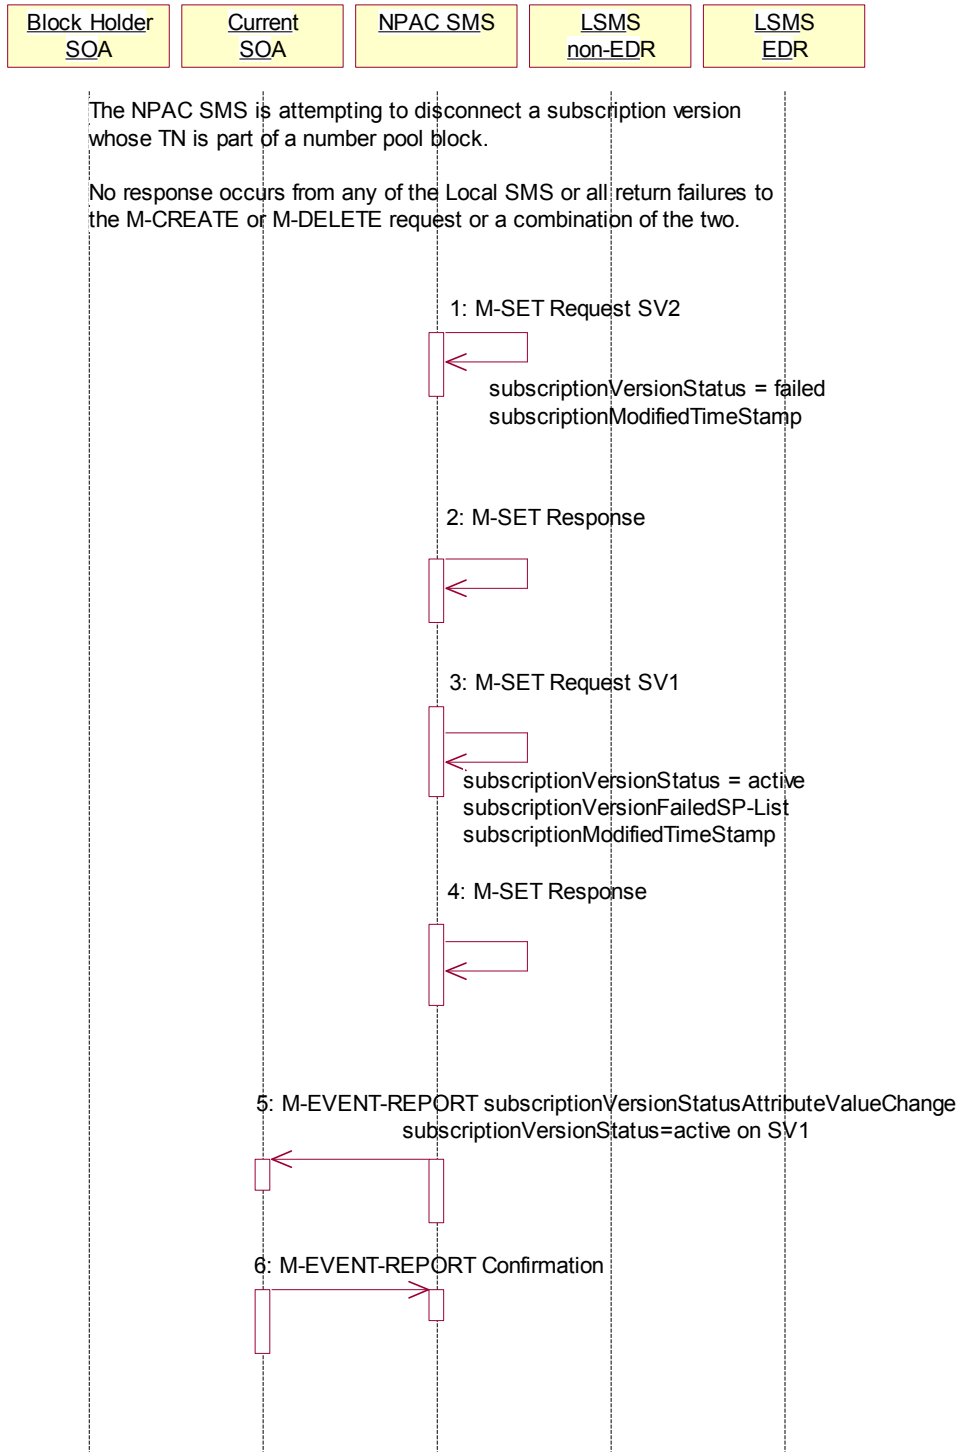 Block Holder
SOA
Current
SOA
NPAC SMS
LSMS
non-EDR
LSMS
EDR
The NPAC SMS is attempting to disconnect a subscription version
whose TN is part of a number pool block.
No response occurs from any of the Local SMS or all return failures to
the M-CREATE or M-DELETE request or a combination of the two.
1: M-SET Request SV2
subscriptionVersionStatus = failed
subscriptionModifiedTimeStamp
2: M-SET Response
3: M-SET Request SV1
subscriptionVersionStatus = active
subscriptionVersionFailedSP-List
subscriptionModifiedTimeStamp
4: M-SET Response
5: M-EVENT-REPORT subscriptionVersionStatusAttributeValueChange
subscriptionVersionStatus=active on SV1
6: M-EVENT-REPORT Confirmation